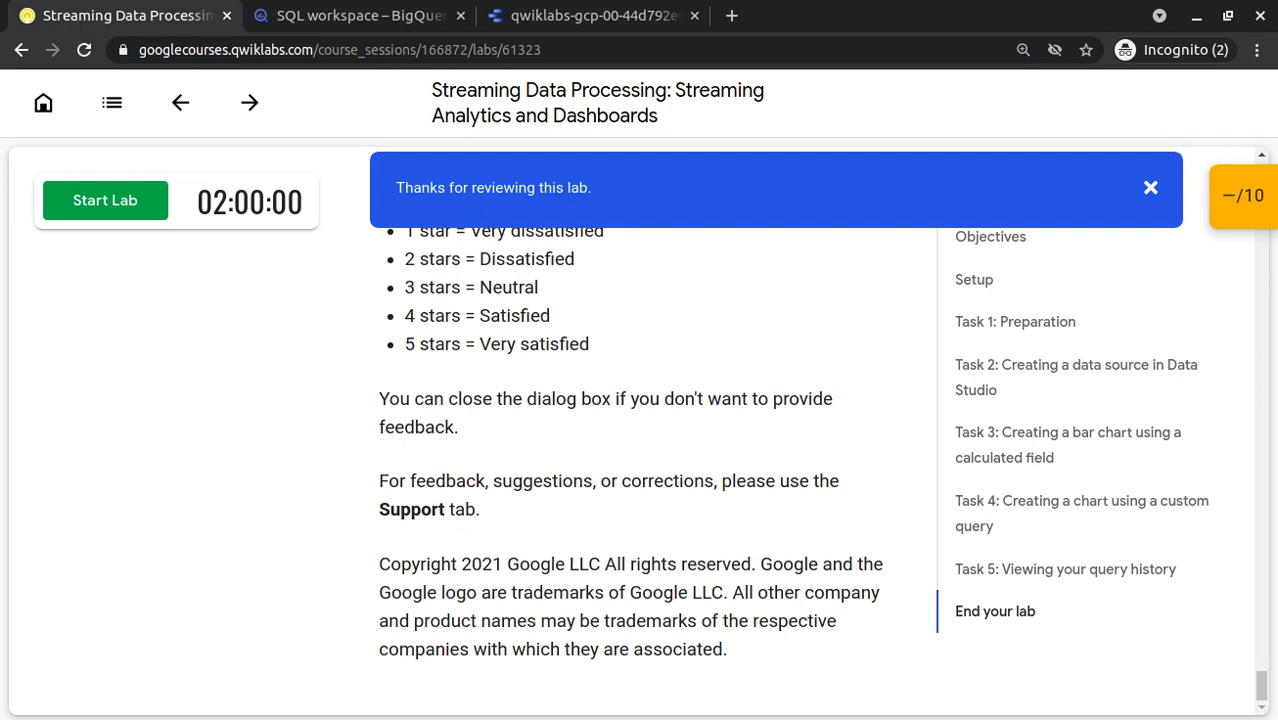 Streaming Data Processin
SQL workspace – BigQuer
qwiklabs-gcp-00-44d792e
googlecourses.qwiklabs.com/course_sessions/166872/labs/61323
Incognito (2)
Streaming Data Processing: Streaming
Analytics and Dashboards
Start Lab
02:00:00
Thanks for reviewing this lab.
–/10
1 star = Very dissatisfied
2 stars = Dissatisfied
3 stars = Neutral
4 stars = Satisfied
5 stars = Very satisfied
You can close the dialog box if you don't want to provide
feedback.
For feedback, suggestions, or corrections, please use the
Support tab.
Copyright 2021 Google LLC All rights reserved. Google and the
Google logo are trademarks of Google LLC. All other company
and product names may be trademarks of the respective
companies with which they are associated.
Objectives
Setup
Task 1: Preparation
Task 2: Creating a data source in Data
Studio
Task 3: Creating a bar chart using a
calculated field
Task 4: Creating a chart using a custom
query
Task 5: Viewing your query history
End your lab